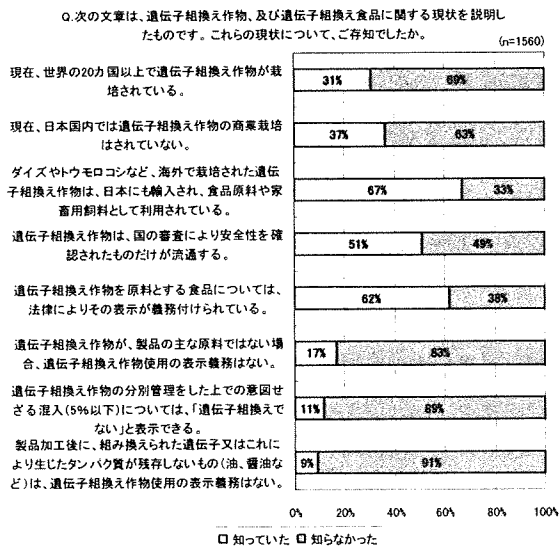 Q.次の文章は、遺伝子組換え作物、及び遺伝子組換え食品に関する現状を説明し
たものです。これらの現状について、ご存知でしたか。
(n=1560)
現在、世界の20カ国以上で遺伝子組換え作物が栽
培されている。
31% 69%
現在、日本国内では遺伝子組換え作物の商業栽培
はされていない。
37% 63%
ダイズやトウモロコシなど、海外で栽培された遺伝
子組換え作物は、日本にも輸入され、食品原料や家
畜用飼料として利用されている。
67% 33%
遺伝子組換え作物は、国の審査により安全性を確
認されたものだけが流通する。
51% 49%
遺伝子組換え作物を原料とする食品については、
法律によりその表示が義務付けられている。
62% 38%
遺伝子組換え作物が、製品の主な原料ではない場
合、遺伝子組換え作物使用の表示義務はない。
17% 83%
遺伝子組換え作物の分別管理をした上での意図せ
ざる混入(5%以下)については、「遺伝子組換えで
ない」と表示できる。
11% 89%
製品加工後に、組み換えられた遺伝子又はこれに
より生じたタンパク質が残存しないもの(油、醤油な
ど)は、遺伝子組換え作物使用の表示義務はない。
9% 91%
0% 20% 40% 60% 80% 100%
知っていた 知らなかった